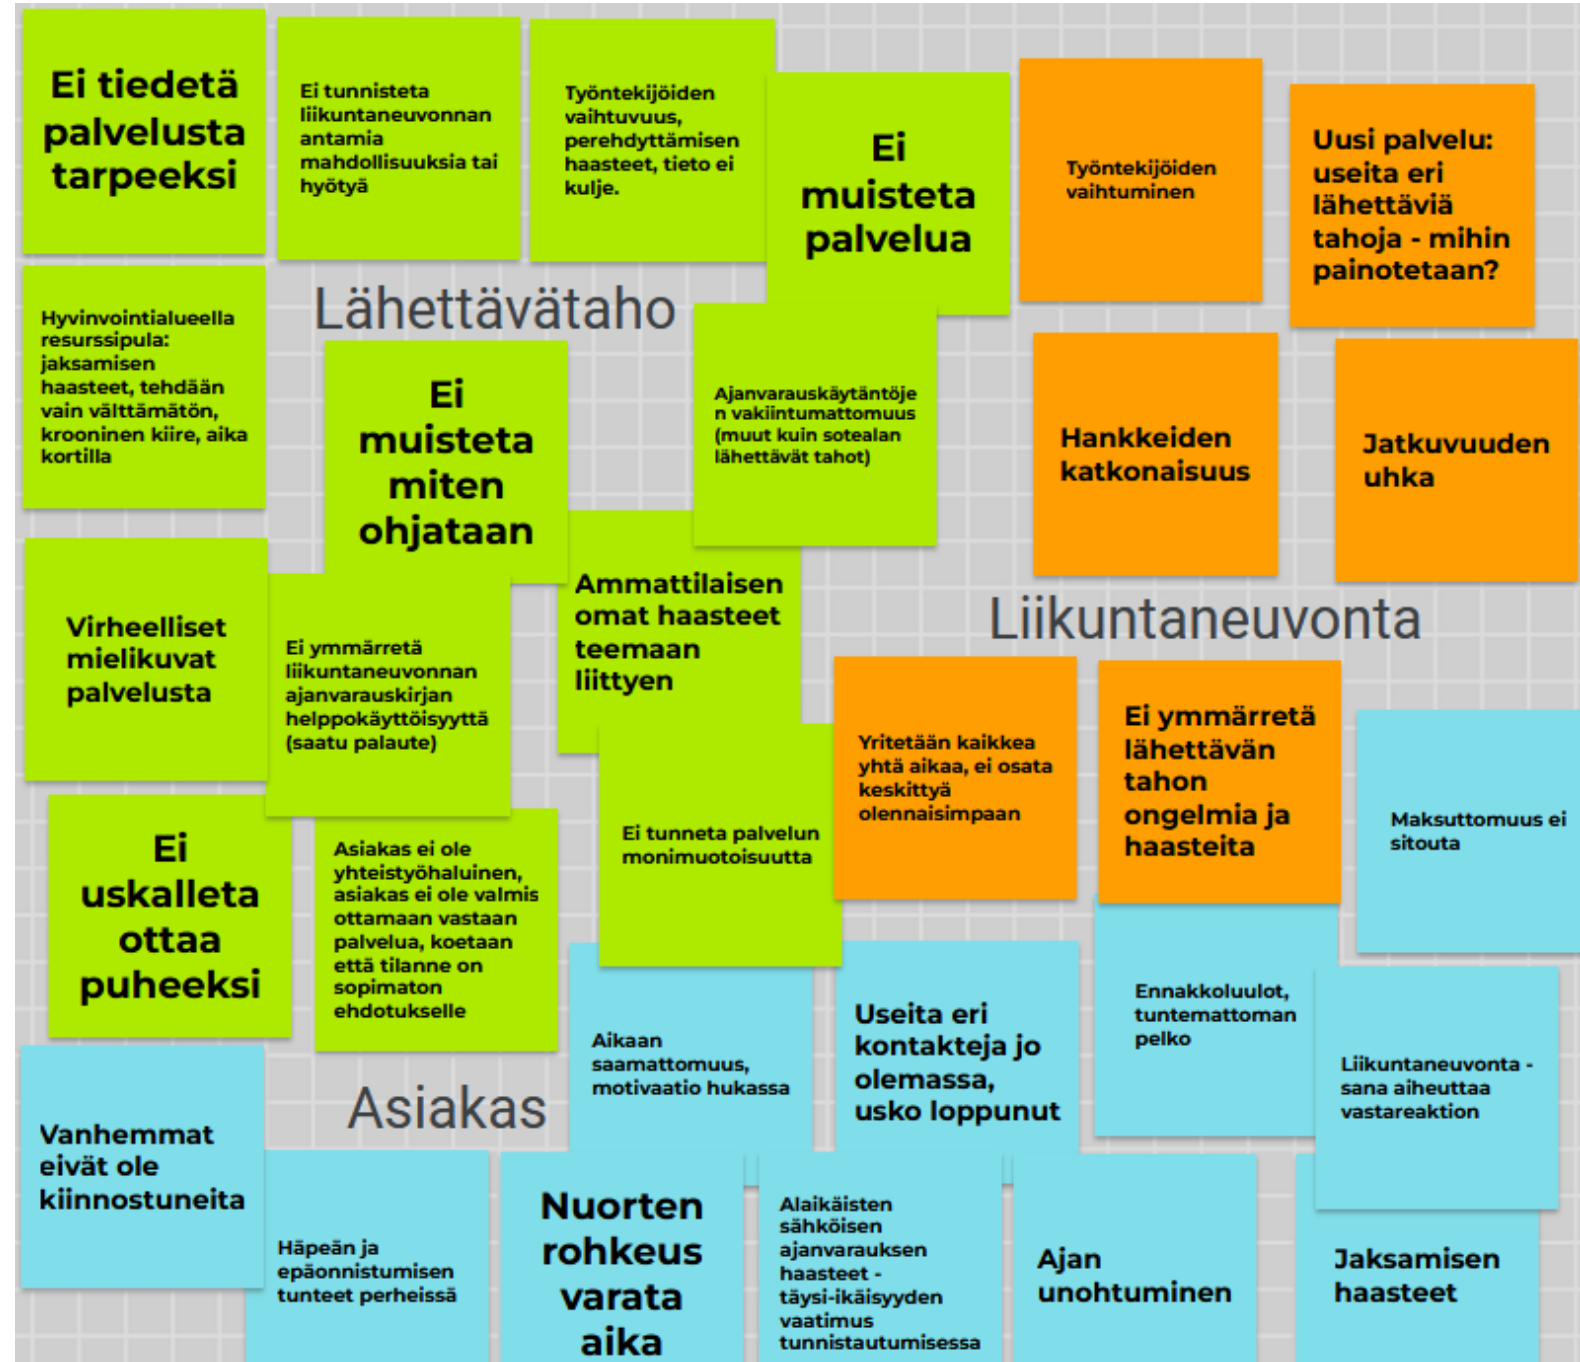 Ei tiedetä
palvelusta
tarpeeksi
Ei tunnisteta
liikuntaneuvonnan
antamia
mahdollisuuksia tai
hyötyä
Työntekijöiden
vaihtuvuus,
perehdyttämisen
haasteet, tieto ei
kulje.
Ei
muisteta
palvelua
Työntekijöiden
vaihtuminen
Uusi palvelu:
useita eri
lähettäviä
tahoja - mihin
painotetaan?
Hyvinvointialueella
resurssipula:
jaksamisen
haasteet, tehdään
vain välttämätön,
krooninen kiire, aika
kortilla
Lähettävätaho
Ei
muisteta
miten
ohjataan
Ajanvarauskäytäntöje
n vakiintumattomuus
(muut kuin sotealan
lähettävät tahot)
Hankkeiden
katkonaisuus
Jatkuvuuden
uhka
Virheelliset
mielikuvat
palvelusta
Ei ymmärretä
liikuntaneuvonnan
ajanvarauskirjan
helppokäyttöisyyttä
(saatu palaute)
Ammattilaisen
omat haasteet
teemaan
liittyen
Liikuntaneuvonta
Yritetään kaikkea
yhtä aikaa, ei osata
keskittyä
olennaisimpaan
Ei ymmärretä
lähettävän
tahon
ongelmia ja
haasteita
Maksuttomuus ei
sitouta
Ei
uskalleta
ottaa
puheeksi
Asiakas ei ole
yhteistyöhaluinen,
asiakas ei ole valmis
ottamaan vastaan
palvelua, koetaan
että tilanne on
sopimaton
ehdotukselle
Ei tunneta palvelun
monimuotoisuutta
Aikaan
saamattomuus,
motivaatio hukassa
Useita eri
kontakteja jo
olemassa,
usko loppunut
Ennakkoluulot,
tuntemattoman
pelko
Liikuntaneuvonta -
sana aiheuttaa
vastareaktion
Asiakas
Vanhemmat
eivät ole
kiinnostuneita
Häpeän ja
epäonnistumisen
tunteet perheissä
Nuorten
rohkeus
varata
aika
Alaikäisten
sähköisen
ajanvarauksen
haasteet -
täysi-ikäisyyden
vaatimus
tunnistautumisessa
Ajan
unohtuminen
Jaksamisen
haasteet